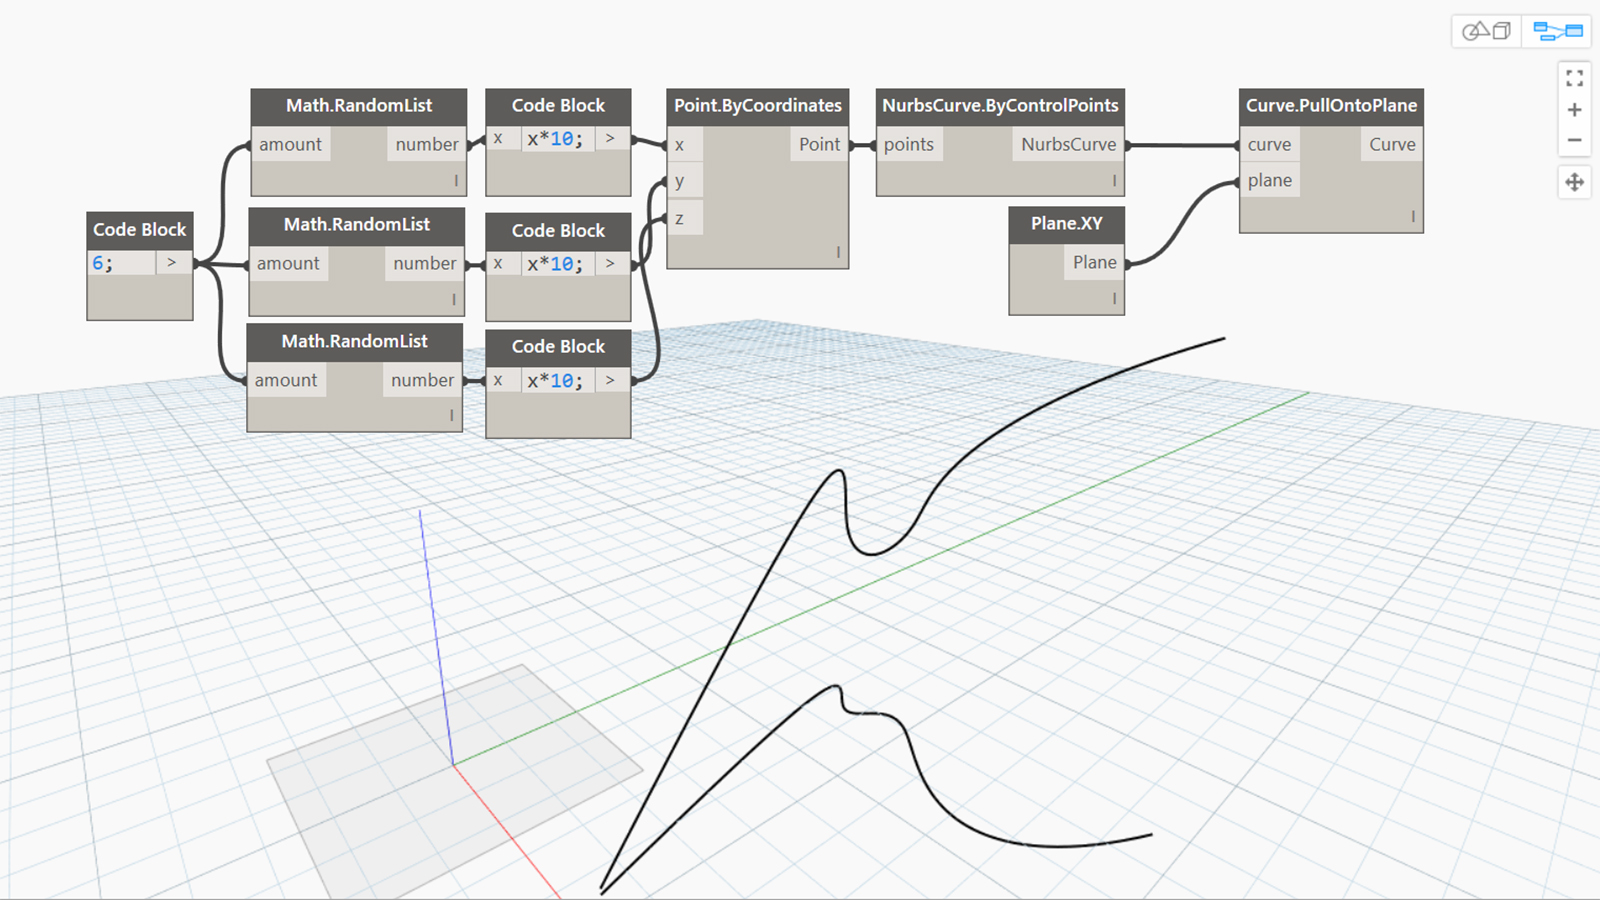 Math.RandomList
amount number
Code Block
x x*10; >
Point.ByCoordinates
x Point
y
z
NurbsCurve.ByControlPoints
points NurbsCurve
Curve.PullOntoPlane
curve Curve
plane
Code Block
6; >
Math.RandomList
amount number
Code Block
x x*10; >
Plane.XY
Plane
Math.RandomList
amount number
Code Block
x x*10; >